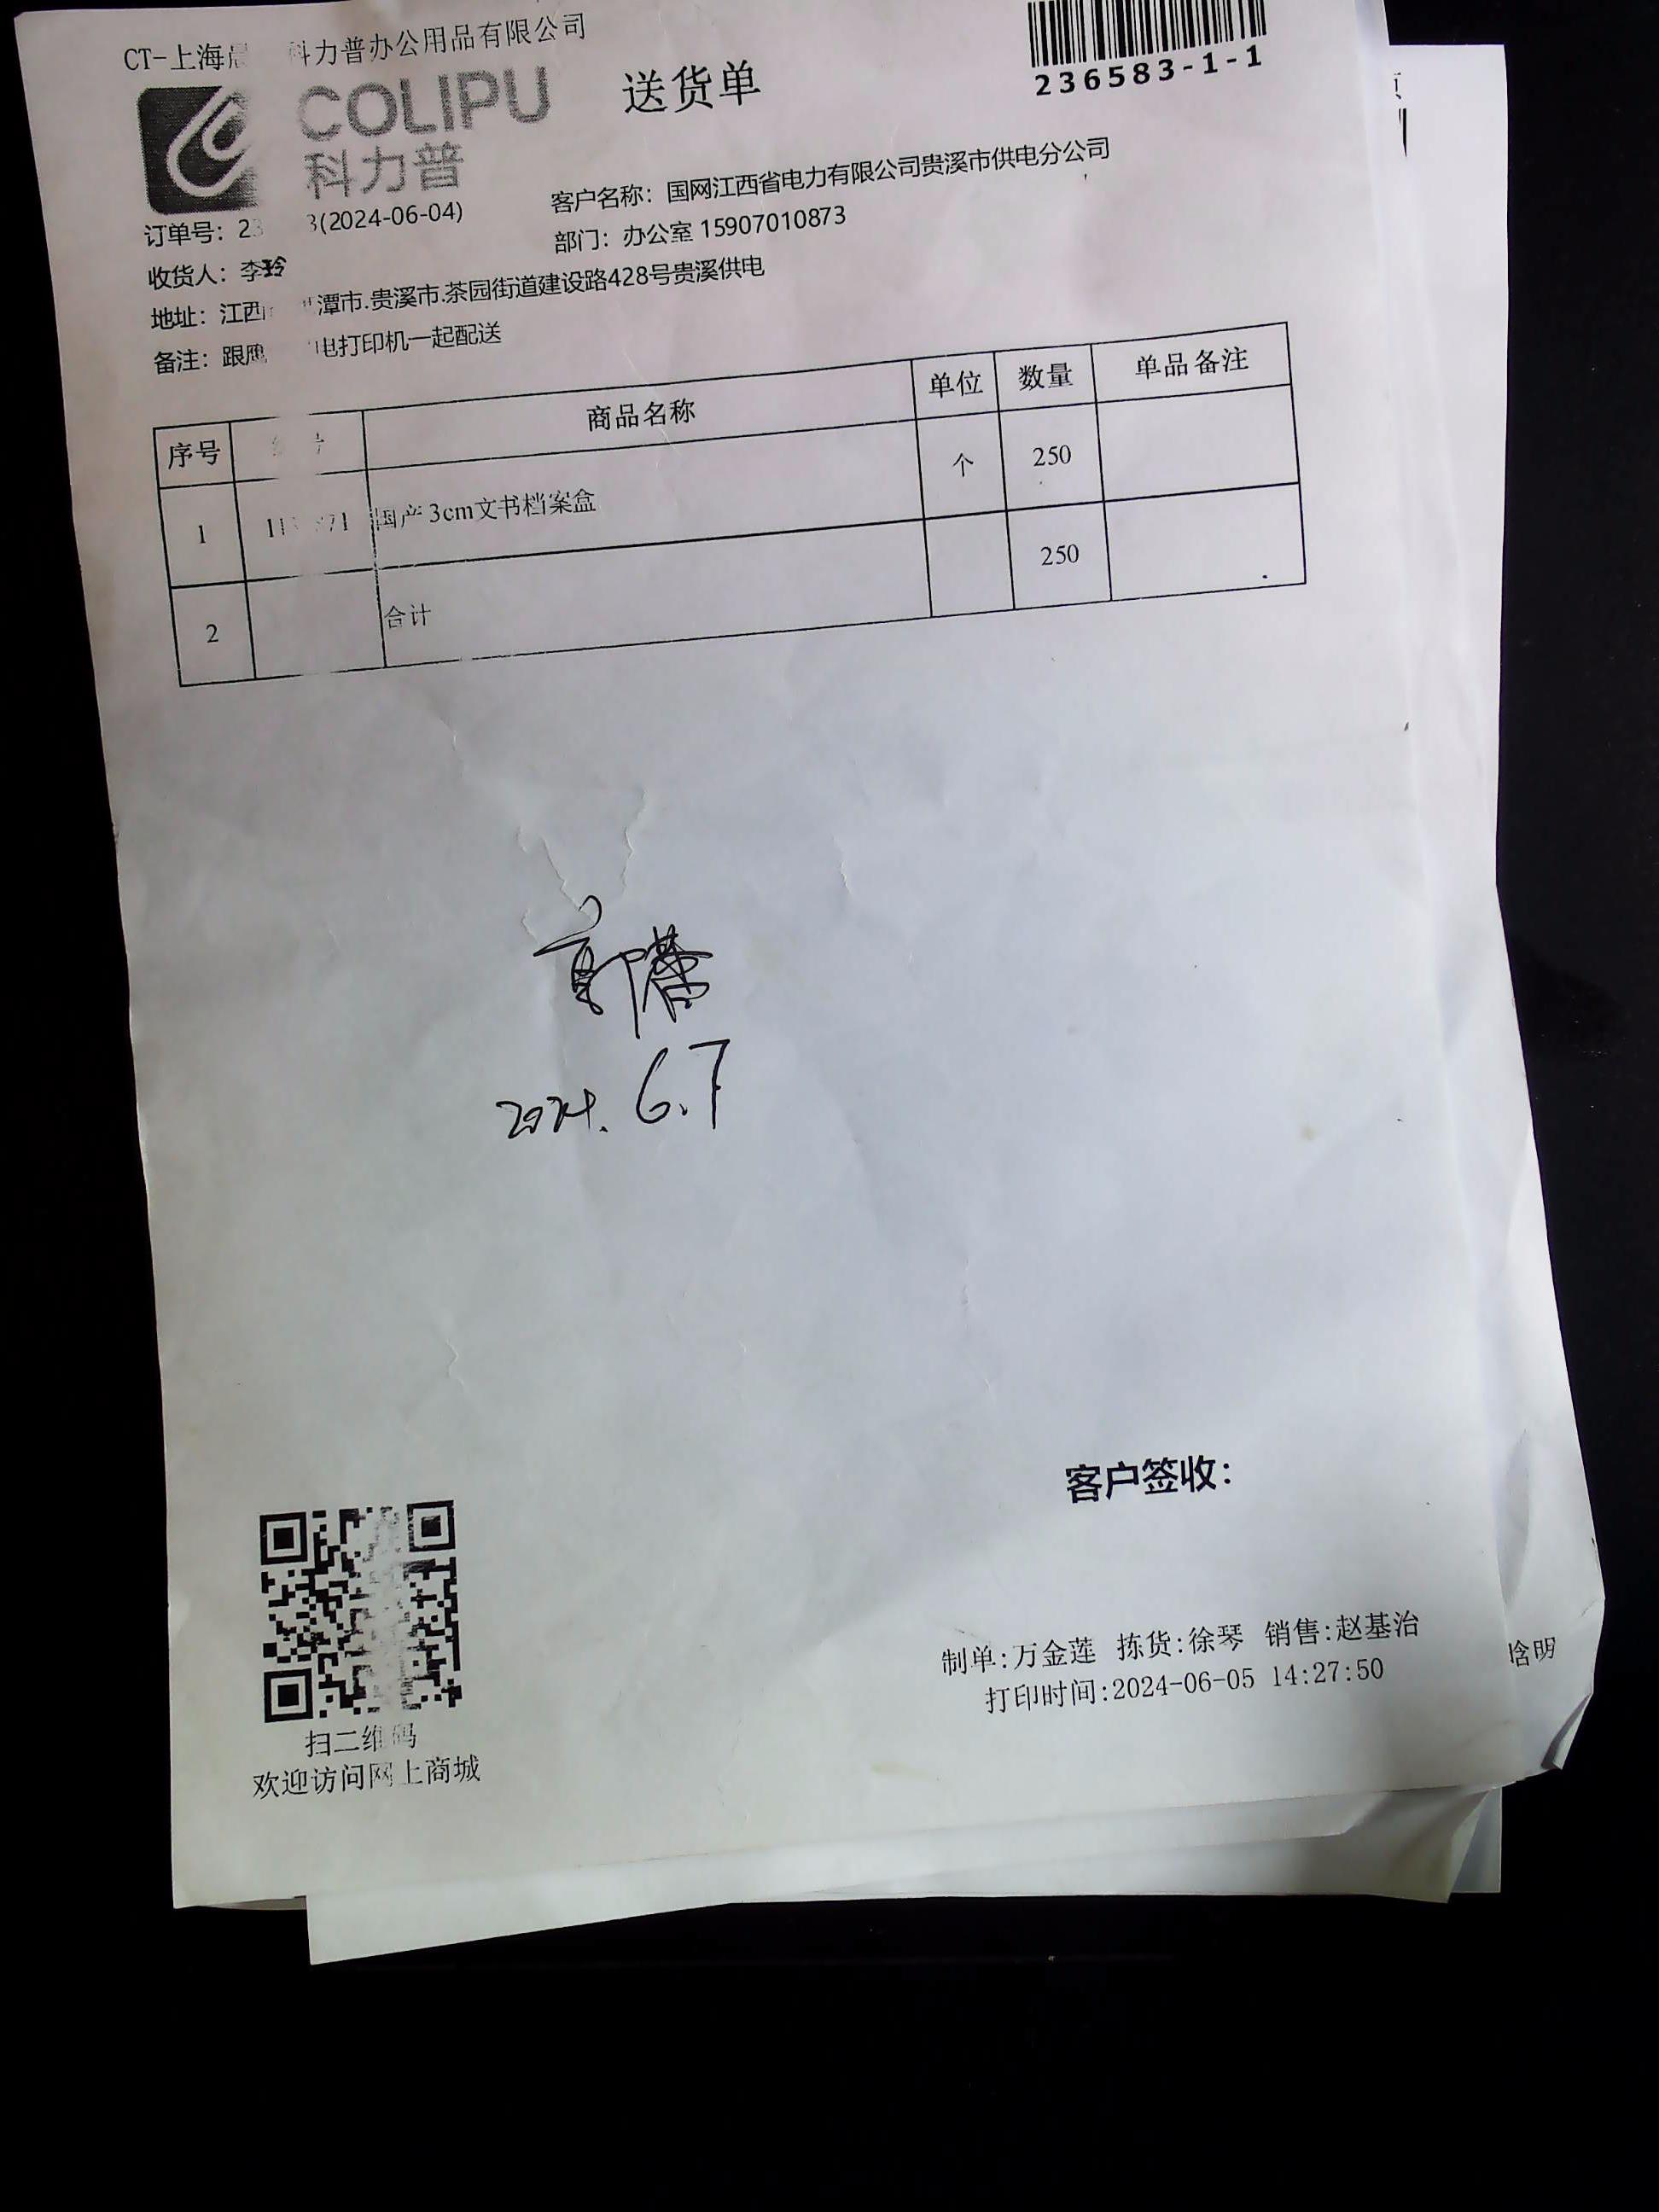 CT-上海 科力普办公用品有限公司
COLIPU
科力普
送货单
236583-1-1
订单号：23 3(2024-06-04)
客户名称：国网江西省电力有限公司贵溪市供电分公司
收货人：李玲
部门：办公室 15907010873
地址：江西 潭市.贵溪市.茶园街道建设路428号贵溪供电
备注：跟 电打印机一起配送
序号 号 商品名称 单位 数量 单品备注
1 11 71 国产3cm文书档案盒 个 250
2 合计 250
2024.6.7
客户签收：
制单:万金莲 拣货:徐琴 销售:赵基治
打印时间:2024-06-05 14:27:50
明
扫二维码
欢迎访问网上商城